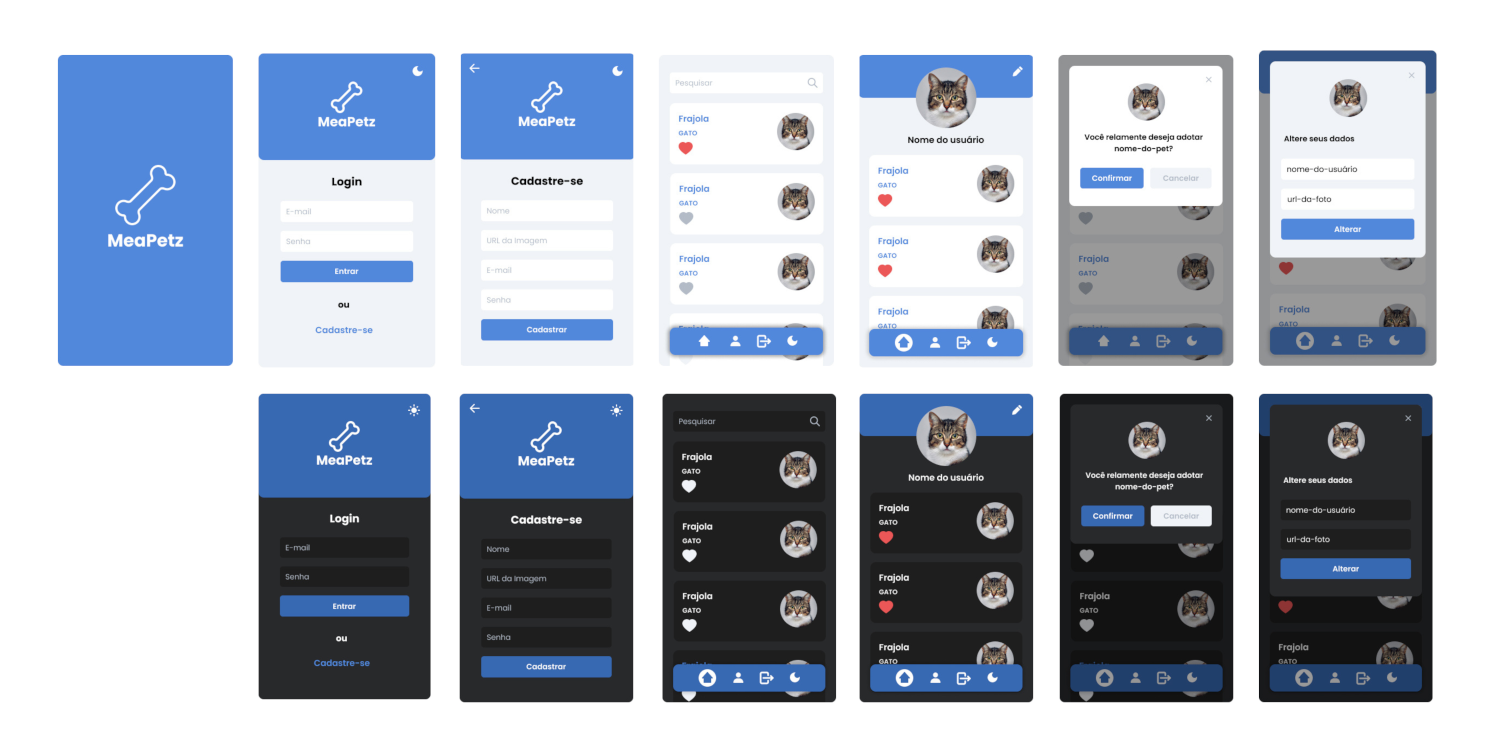 MeaPetz
MeaPetz
Login
E-mail
Senha
Entrar
ou
Cadastre-se
MeaPetz
Cadastre-se
Nome
URL da Imagem
E-mail
Senha
Cadastrar
Pesquisar
Frajola
GATO
Frajola
GATO
Frajola
GATO
Nome do usuário
Frajola
GATO
Frajola
GATO
Frajola
GATO
Você relamente deseja adotar
nome-do-pet?
Confirmar
Cancelar
Frajola
GATO
Altere seus dados
nome-do-usuário
url-da-foto
Alterar
Frajola
GATO
MeaPetz
Login
E-mail
Senha
Entrar
ou
Cadastre-se
MeaPetz
Cadastre-se
Nome
URL da Imagem
E-mail
Senha
Cadastrar
Pesquisar
Frajola
GATO
Frajola
GATO
Frajola
GATO
Nome do usuário
Frajola
GATO
Frajola
GATO
Frajola
GATO
Você relamente deseja adotar
nome-do-pet?
Confirmar
Cancelar
Frajola
GATO
Altere seus dados
nome-do-usuário
url-da-foto
Alterar
Frajola
GATO